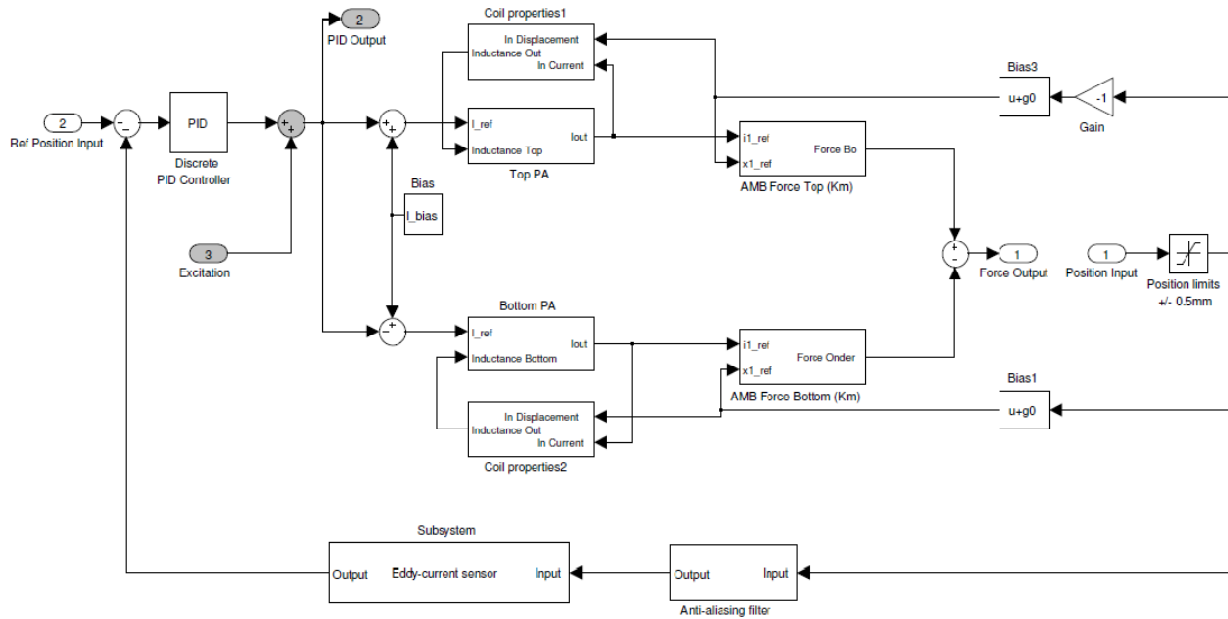 2
PID Output
Coil properties1
In Displacement
Inductance Out
In Current
Bias3
u+g0
-1
Gain
2
Ref Position Input
-
PID
Discrete
PID Controller
+
+
+
+
I_ref
Iout
Inductance Top
Top PA
i1_ref
Force Bo
x1_ref
AMB Force Top (Km)
Bias
I_bias
3
Excitation
+
-
1
Force Output
1
Position Input
Position limits
+/- 0.5mm
Bottom PA
+
-
I_ref
Iout
Inductance Bottom
i1_ref
Force Onder
x1_ref
AMB Force Bottom (Km)
Bias1
u+g0
In Displacement
Inductance Out
In Current
Coil properties2
Subsystem
Output
Eddy-current sensor
Input
Output
Input
Anti-aliasing filter